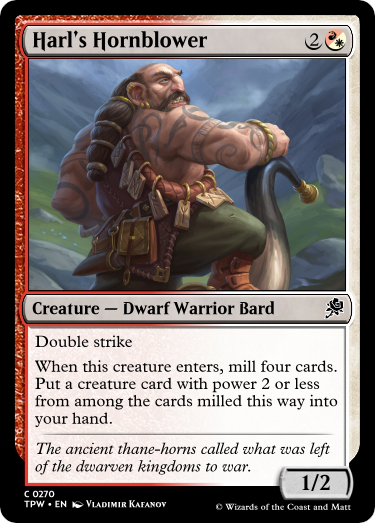 Harl's Hornblower 2
Creature — Dwarf Warrior Bard
Double strike
When this creature enters, mill four cards.
Put a creature card with power 2 or less
from among the cards milled this way into
your hand.
The ancient thane-horns called what was left
of the dwarven kingdoms to war.
1/2
C 0270
TPW • EN Vladimir Kafanov
© Wizards of the Coast and Matt